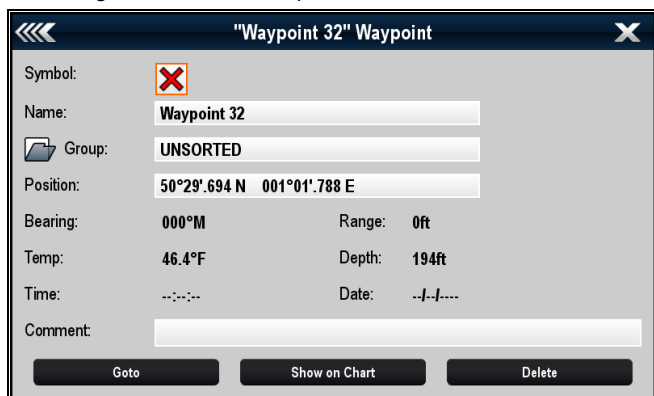 "Waypoint 32" Waypoint
Symbol:
Name: Waypoint 32
Group: UNSORTED
Position: 50°29'.694 N 001°01'.788 E
Bearing: 000°M Range: 0ft
Temp: 46.4°F Depth: 194ft
Time: --:--:-- Date: --/--/----
Comment:
Goto Show on Chart Delete